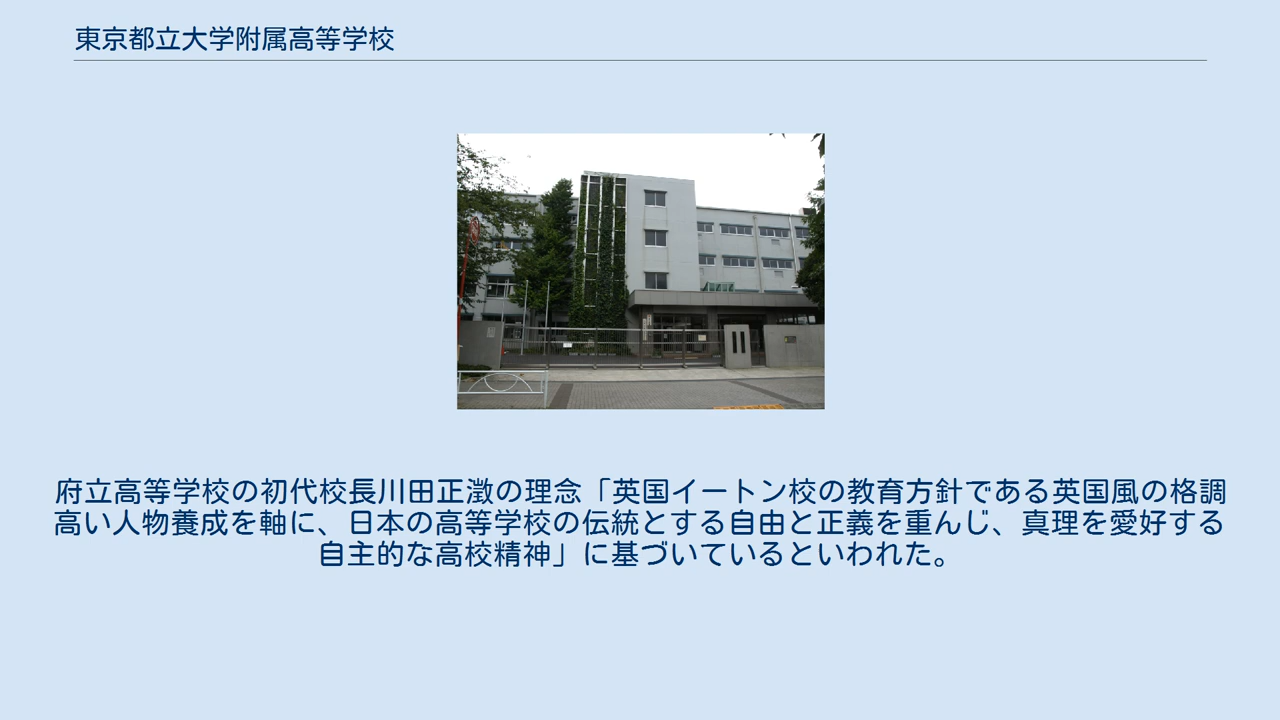 東京都立大学附属高等学校
府立高等学校の初代校長川田正澂の理念「英国イートン校の教育方針である英国風の格調
高い人物養成を軸に、日本の高等学校の伝統とする自由と正義を重んじ、真理を愛好する
自主的な高校精神」に基づいているといわれた。